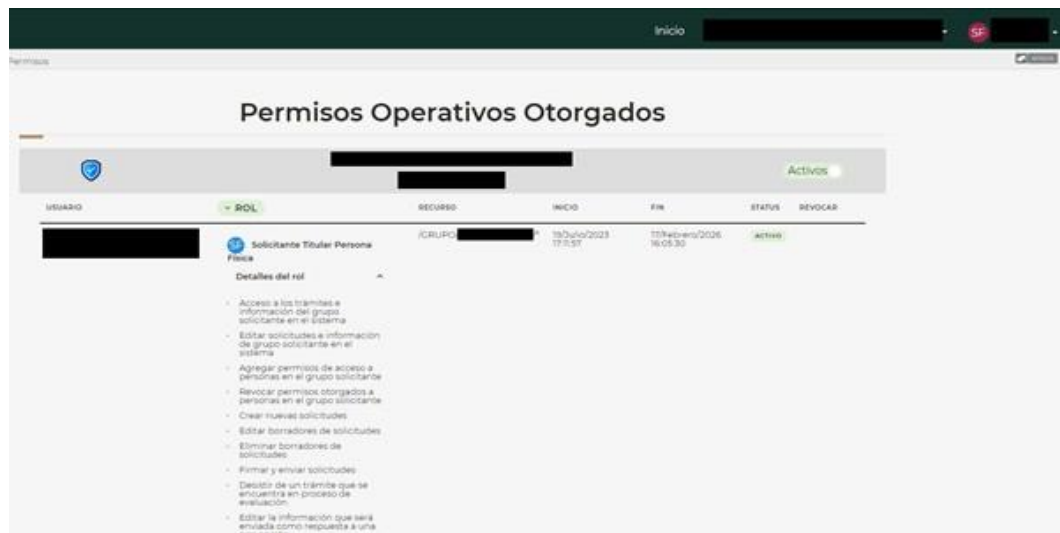 Inicio
SF
Permisos
Permisos Operativos Otorgados
Activos
USUARIO
ROL
RECURSO
INICIO
FIN
STATUS
REVOCAR
SF Solicitante Titular Persona
Física
/GRUPO
19/Julio/2023
17:11:57
17/Febrero/2026
16:05:30
ACTIVO
Detalles del rol
- Acceso a los trámites e
información del grupo
solicitante en el sistema
- Editar solicitudes e información
de grupo solicitante en el
sistema
- Agregar permisos de acceso a
personas en el grupo solicitante
- Revocar permisos otorgados a
personas en el grupo solicitante
- Crear nuevas solicitudes
- Editar borradores de solicitudes
- Eliminar borradores de
solicitudes
- Firmar y enviar solicitudes
- Desistir de un trámite que se
encuentra en proceso de
evaluación
- Editar la información que será
enviada como respuesta a una